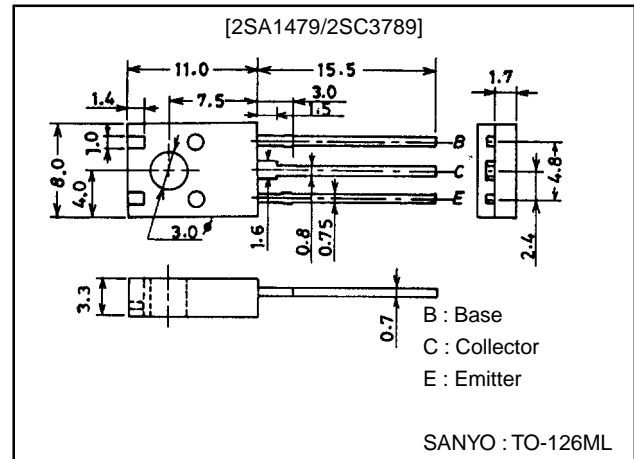 [2SA1479/2SC3789]
11.0
15.5
1.7
1.4
7.5
3.0
1.5
1.0
8.0
4.0
B
C
E
4.8
2.4
3.0 ø
1.6
0.8
0.75
3.3
0.7
B : Base
C : Collector
E : Emitter
SANYO : TO-126ML